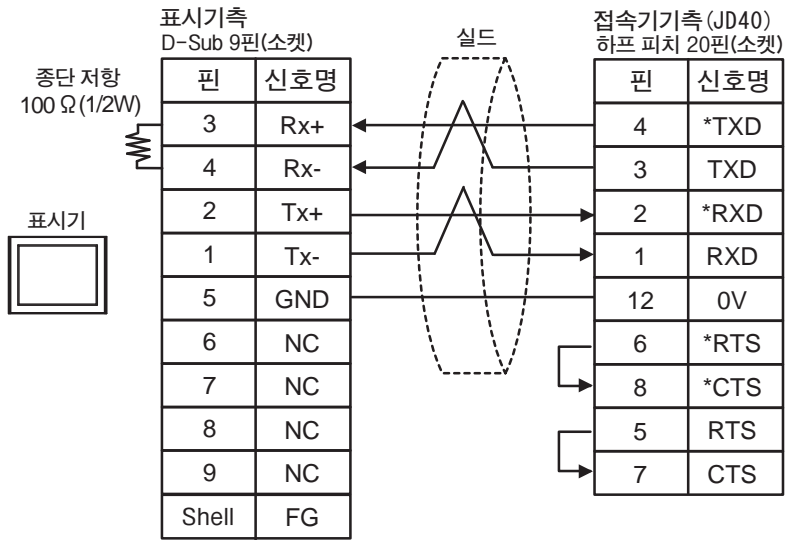 표시기측
D-Sub 9핀(소켓)
실드
접속기기측(JD40)
하프 피치 20핀(소켓)
종단 저항
100 Ω(1/2W)
표시기
핀 신호명
3 Rx+
4 Rx-
2 Tx+
1 Tx-
5 GND
6 NC
7 NC
8 NC
9 NC
Shell FG
핀 신호명
4 *TXD
3 TXD
2 *RXD
1 RXD
12 0V
6 *RTS
8 *CTS
5 RTS
7 CTS